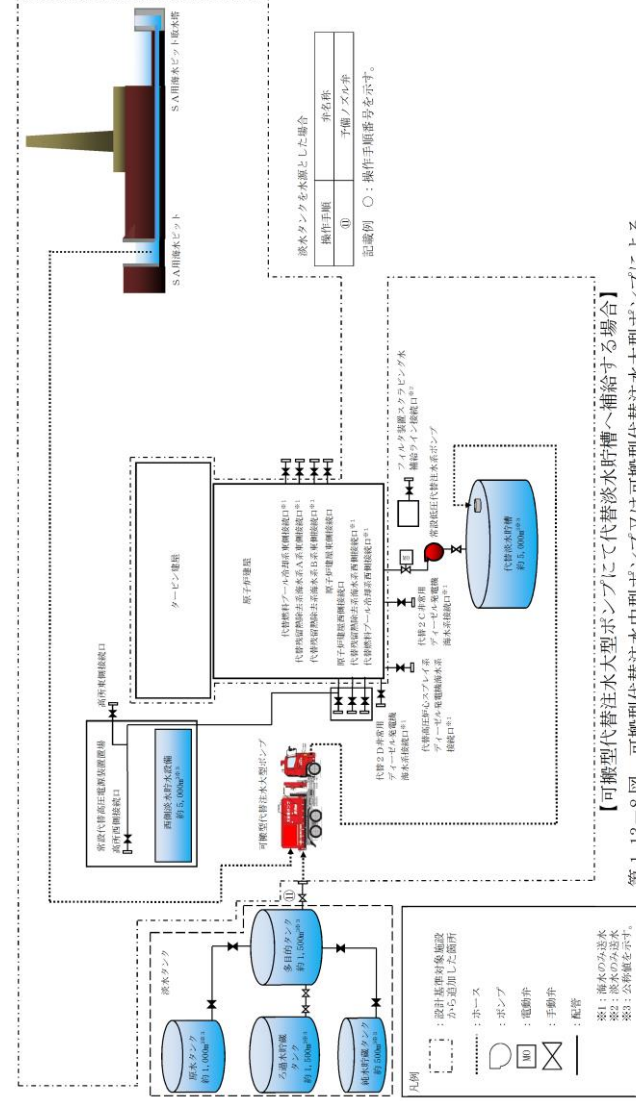 SA用海水ピット取水塔
SA用海水ピット
淡水タンクを水源とした場合
操作手順
弁名称
⑪
予備ノズル弁
記載例 ○：操作手順番号を示す。
タービン建屋
原子炉建屋
常設代替高圧電源装置置場
高所西側接続口
高所東側接続口
西側淡水貯水設備
約5,000m³※3
代替燃料プール冷却系東側接続口※1
代替残留熱除去系海水系A系東側接続口※1
代替残留熱除去系海水系B系東側接続口※1
原子炉建屋東側接続口
原子炉建屋西側接続口
代替残留熱除去系海水系西側接続口※1
代替燃料プール冷却系西側接続口※1
フィルタ装置スクラビング水
補給ライン接続口※2
常設低圧代替注水系ポンプ
代替2C非常用
ディーゼル発電機
海水系接続口※1
代替高圧炉心スプレイ系
ディーゼル発電機海水系
接続口※1
代替2D非常用
ディーゼル発電機
海水系接続口※1
代替淡水貯槽
約5,000m³※3
可搬型代替注水大型ポンプ
⑪
淡水タンク
原水タンク
約1,000m³※3
多目的タンク
約1,500m³※3
ろ過水貯蔵
タンク
約1,500m³※3
純水貯蔵タンク
約500m³※3
凡例
：設計基準対象施設
から追加した箇所
：ホース
：ポンプ
MO
：電動弁
：手動弁
：配管
※1：海水のみ送水
※2：淡水のみ送水
※3：公称値を示す。
【可搬型代替注水大型ポンプにて代替淡水貯槽へ補給する場合】
第1.13－8図 可搬型代替注水中型ポンプ又は可搬型代替注水大型ポンプによる